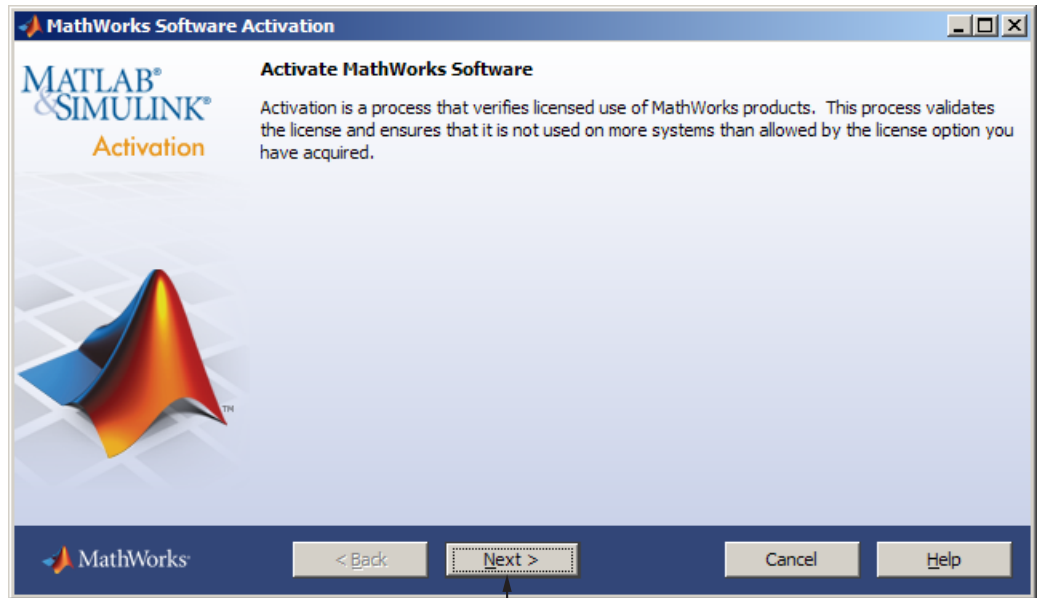 MathWorks Software Activation
MATLAB®
&SIMULINK®
Activation
Activate MathWorks Software
Activation is a process that verifies licensed use of MathWorks products. This process validates
the license and ensures that it is not used on more systems than allowed by the license option you
have acquired.
TM
MathWorks®
< Back
Next >
Cancel
Help